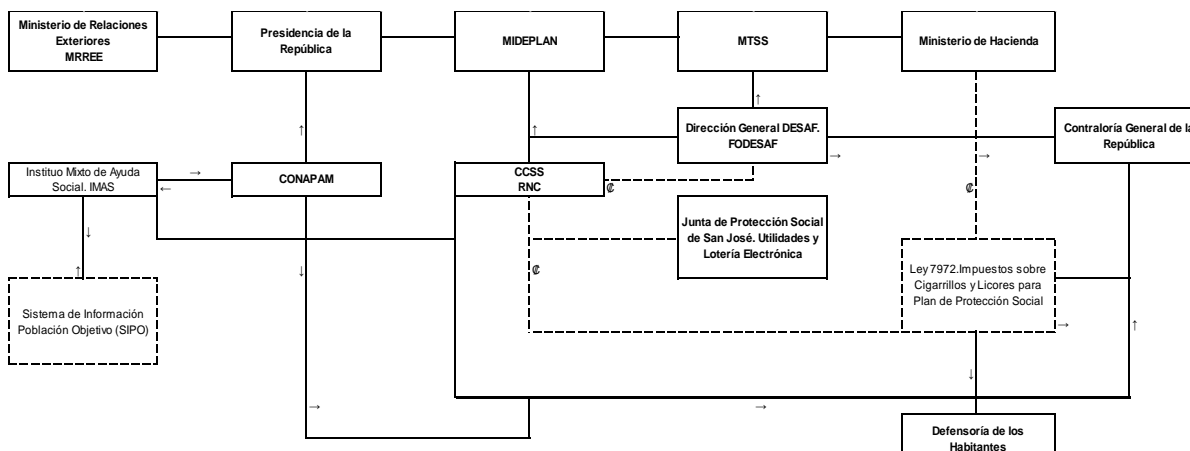 Ministerio de Relaciones
Exteriores
MRREE
Presidencia de la
República
MIDEPLAN
MTSS
Ministerio de Hacienda
Dirección General DESAF.
FODESAF
Contraloría General de la
República
Instituo Mixto de Ayuda
Social. IMAS
CONAPAM
CCSS
RNC
₡
₡
Junta de Protección Social
de San José. Utilidades y
Lotería Electrónica
₡
Ley 7972.Impuestos sobre
Cigarrillos y Licores para
Plan de Protección Social
Sistema de Información
Población Objetivo (SIPO)
Defensoría de los
Habitantes